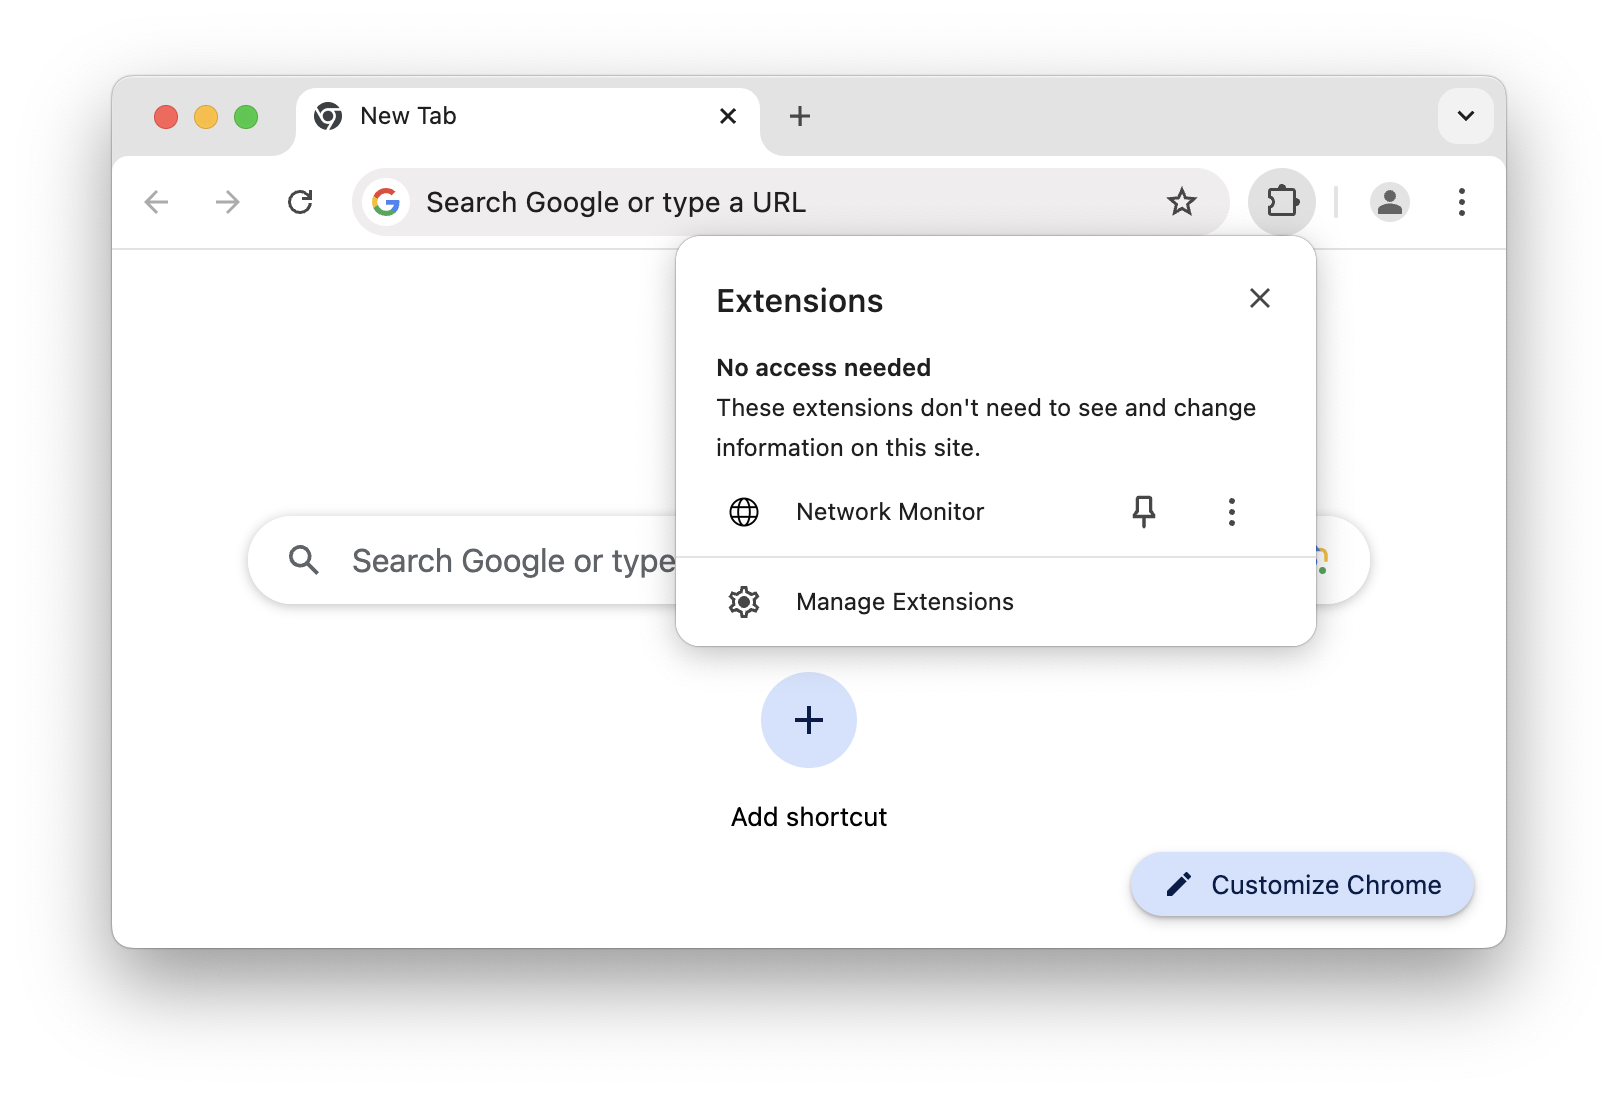 New Tab
Search Google or type a URL
Extensions
No access needed
These extensions don't need to see and change
information on this site.
Network Monitor
Search Google or type
Manage Extensions
Add shortcut
Customize Chrome